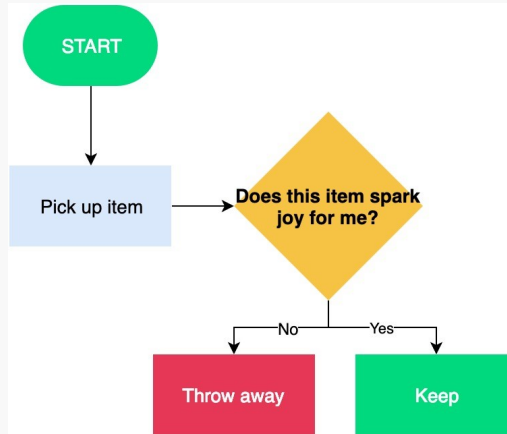 START
Pick up item
Does this item spark
joy for me?
No
Yes
Throw away
Keep